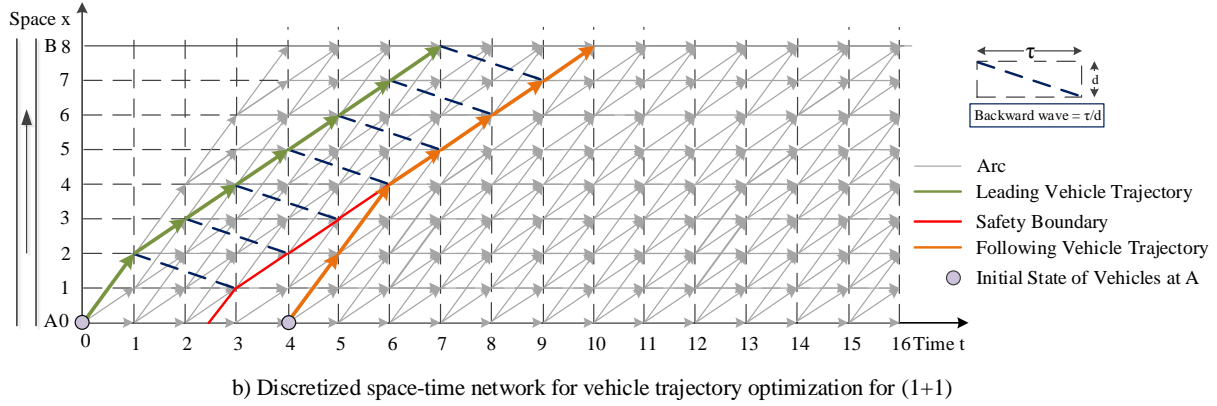 Space x
B 8
7
6
5
4
3
2
1
A 0
0 1 2 3 4 5 6 7 8 9 10 11 12 13 14 15 16 Time t
τ
d
Backward wave = τ/d
Arc
Leading Vehicle Trajectory
Safety Boundary
Following Vehicle Trajectory
Initial State of Vehicles at A
b) Discretized space-time network for vehicle trajectory optimization for (1+1)